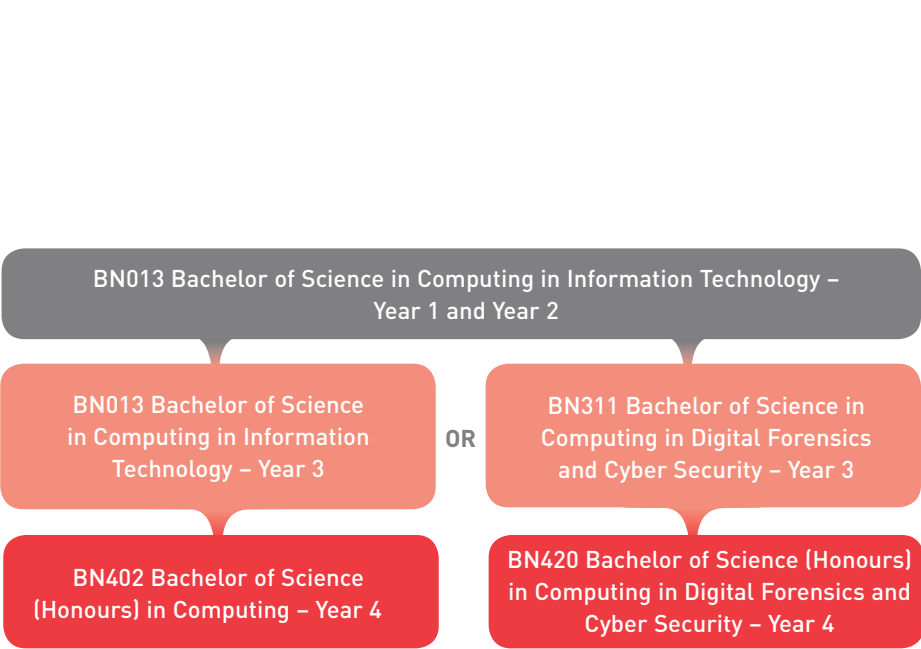 BN013 Bachelor of Science in Computing in Information Technology –
Year 1 and Year 2
BN013 Bachelor of Science
in Computing in Information
Technology – Year 3
OR
BN311 Bachelor of Science in
Computing in Digital Forensics
and Cyber Security – Year 3
BN402 Bachelor of Science
(Honours) in Computing – Year 4
BN420 Bachelor of Science (Honours)
in Computing in Digital Forensics and
Cyber Security – Year 4